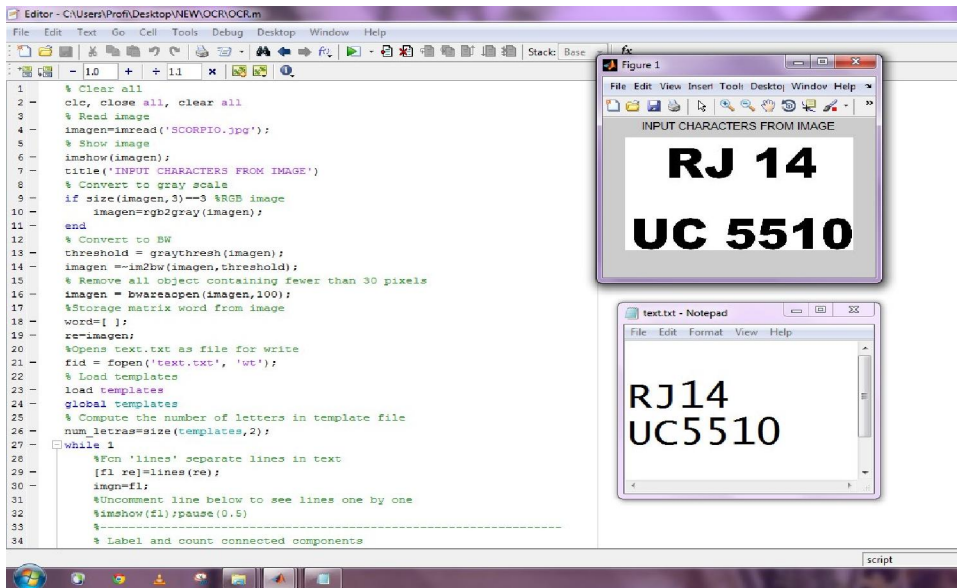 Editor - C:\Users\Profi\Desktop\NEW\OCR\OCR.m
File Edit Text Go Cell Tools Debug Desktop Window Help
Stack: Base fx
- 1.0 + ÷ 1.1 ×
1 % Clear all
2 - clc, close all, clear all
3 % Read image
4 - imagen=imread('SCORPIO.jpg');
5 % Show image
6 - imshow(imagen);
7 - title('INPUT CHARACTERS FROM IMAGE')
8 % Convert to gray scale
9 - if size(imagen,3)==3 %RGB image
10 - imagen=rgb2gray(imagen);
11 - end
12 % Convert to BW
13 - threshold = graythresh(imagen);
14 - imagen =~im2bw(imagen,threshold);
15 % Remove all object containing fewer than 30 pixels
16 - imagen = bwareaopen(imagen,100);
17 %Storage matrix word from image
18 - word=[ ];
19 - re=imagen;
20 %Opens text.txt as file for write
21 - fid = fopen('text.txt', 'wt');
22 % Load templates
23 - load templates
24 - global templates
25 % Compute the number of letters in template file
26 - num_letras=size(templates,2);
27 - while 1
28 %Fcn 'lines' separate lines in text
29 - [fl re]=lines(re);
30 - imgn=fl;
31 %Uncomment line below to see lines one by one
32 %imshow(fl);pause(0.5)
33 %-----------------------------------------------------------------
34 % Label and count connected components
Figure 1
File Edit View Insert Tools Desktop Window Help
INPUT CHARACTERS FROM IMAGE
RJ 14
UC 5510
text.txt - Notepad
File Edit Format View Help
RJ14
UC5510
script